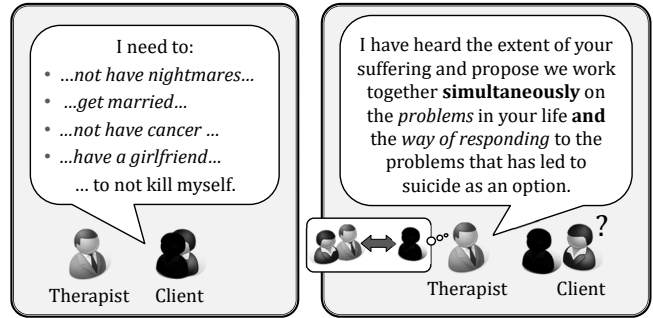 I need to:
• ...not have nightmares...
• ...get married...
• ...not have cancer ...
• ...have a girlfriend...
... to not kill myself.
Therapist Client
I have heard the extent of your
suffering and propose we work
together simultaneously on
the problems in your life and
the way of responding to the
problems that has led to
suicide as an option.
?
Therapist Client